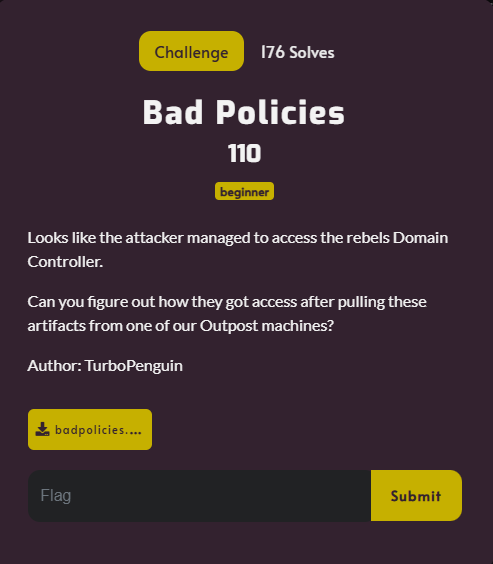 Challenge 176 Solves
Bad Policies
110
beginner
Looks like the attacker managed to access the rebels Domain
Controller.
Can you figure out how they got access after pulling these
artifacts from one of our Outpost machines?
Author: TurboPenguin
badpolicies....
Flag Submit